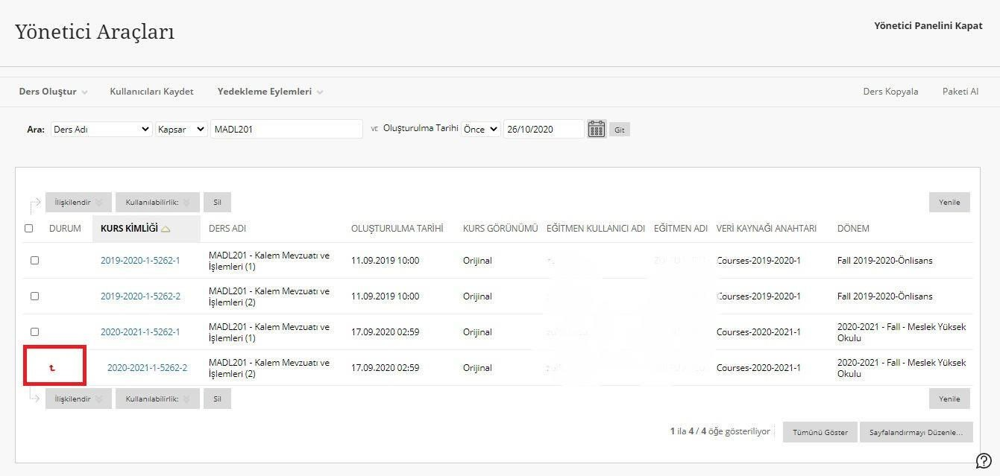 Yönetici Araçları
Yönetici Panelini Kapat
Ders Oluştur Kullanıcıları Kaydet Yedekleme Eylemleri Ders Kopyala Paketi Al
Ara: Ders Adı Kapsar MADL201 VE Oluşturulma Tarihi Önce 26/10/2020 Git
İlişkilendir Kullanılabilirlik: Sil Yenile
DURUM KURS KİMLİĞİ DERS ADI OLUŞTURULMA TARİHİ KURS GÖRÜNÜMÜ EĞİTMEN KULLANICI ADI EĞİTMEN ADI VERİ KAYNAĞI ANAHTARI DÖNEM
2019-2020-1-5262-1 MADL201 - Kalem Mevzuatı ve İşlemleri (1) 11.09.2019 10:00 Orijinal Courses-2019-2020-1 Fall 2019-2020-Önlisans
2019-2020-1-5262-2 MADL201 - Kalem Mevzuatı ve İşlemleri (2) 11.09.2019 10:00 Orijinal Courses-2019-2020-1 Fall 2019-2020-Önlisans
2020-2021-1-5262-1 MADL201 - Kalem Mevzuatı ve İşlemleri (1) 17.09.2020 02:59 Orijinal Courses-2020-2021-1 2020-2021 - Fall - Meslek Yüksek Okulu
2020-2021-1-5262-2 MADL201 - Kalem Mevzuatı ve İşlemleri (2) 17.09.2020 02:59 Orijinal Courses-2020-2021-1 2020-2021 - Fall - Meslek Yüksek Okulu
İlişkilendir Kullanılabilirlik: Sil Yenile
1 ila 4 / 4 öğe gösteriliyor Tümünü Göster Sayfalandırmayı Düzenle...